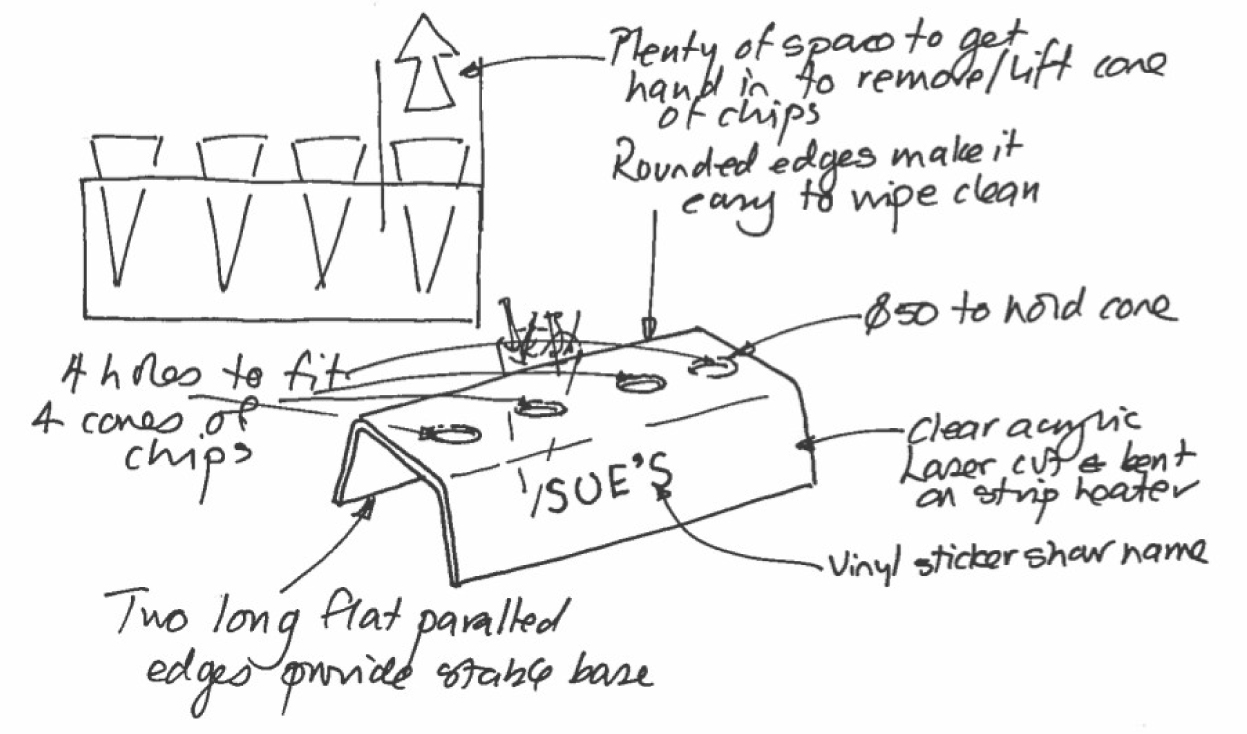 Plenty of space to get
hand in to remove/lift cone
of chips
Rounded edges make it
easy to wipe clean
Ø50 to hold cone
4 holes to fit
4 cones of
chips
Clear acrylic
Laser cut & bent
on strip heater
SUE'S
Vinyl sticker show name
Two long flat parallel
edges provide stable base